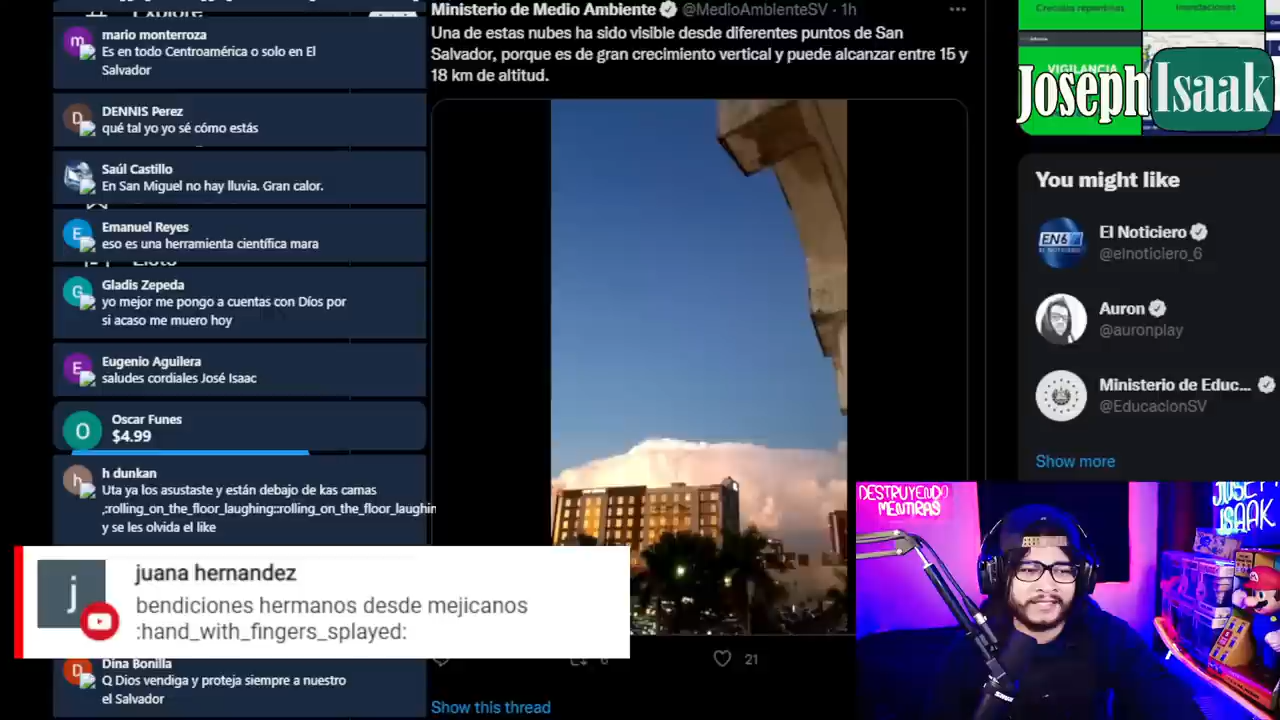 Explore
mario monterroza
Es en todo Centroamérica o solo en El
Salvador
DENNIS Perez
qué tal yo yo sé cómo estás
Saúl Castillo
En San Miguel no hay lluvia. Gran calor.
Emanuel Reyes
eso es una herramienta científica mara
Gladis Zepeda
yo mejor me pongo a cuentas con Díos por
si acaso me muero hoy
Eugenio Aguilera
saludes cordiales José Isaac
Oscar Funes
$4.99
h dunkan
Uta ya los asustaste y están debajo de kas camas
;:rolling_on_the_floor_laughing::rolling_on_the_floor_laughin
y se les olvida el like
j
juana hernandez
bendiciones hermanos desde mejicanos
:hand_with_fingers_splayed:
Dina Bonilla
Q Dios vendiga y proteja siempre a nuestro
el Salvador
Ministerio de Medio Ambiente @MedioAmbienteSV · 1h
Una de estas nubes ha sido visible desde diferentes puntos de San
Salvador, porque es de gran crecimiento vertical y puede alcanzar entre 15 y
18 km de altitud.
6
21
Show this thread
VIGILANCIA
Joseph Isaak
You might like
EN6
El Noticiero
@elnoticiero_6
Auron
@auronplay
Ministerio de Educ...
@EducacionSV
Show more
DESTRUYENDO
MENTIRAS
JOSEPH
ISAAK